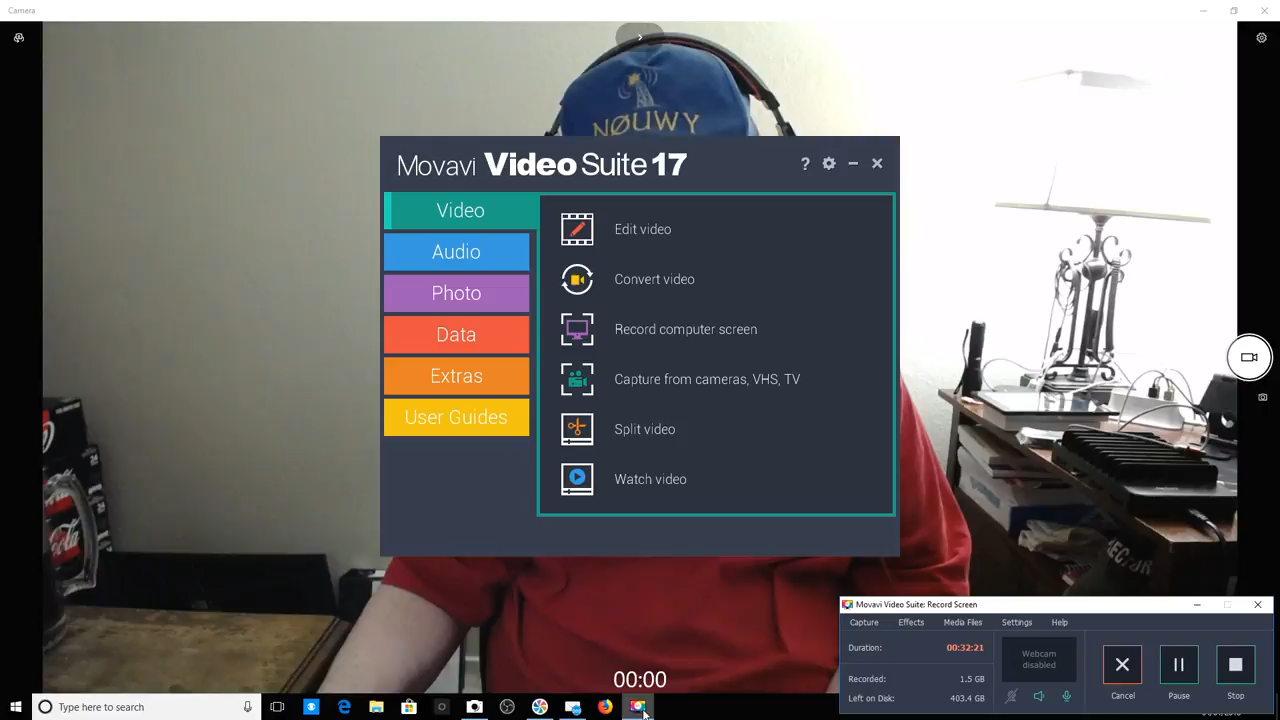 Camera
NØUWY
Movavi Video Suite 17
?
Video
Audio
Photo
Data
Extras
User Guides
Edit video
Convert video
Record computer screen
Capture from cameras, VHS, TV
Split video
Watch video
Coca-Cola
VECTOR
00:00
Movavi Video Suite: Record Screen
Capture Effects Media Files Settings Help
Duration: 00:32:21
Recorded: 1.5 GB
Left on Disk: 403.4 GB
Webcam
disabled
Cancel Pause Stop
Type here to search